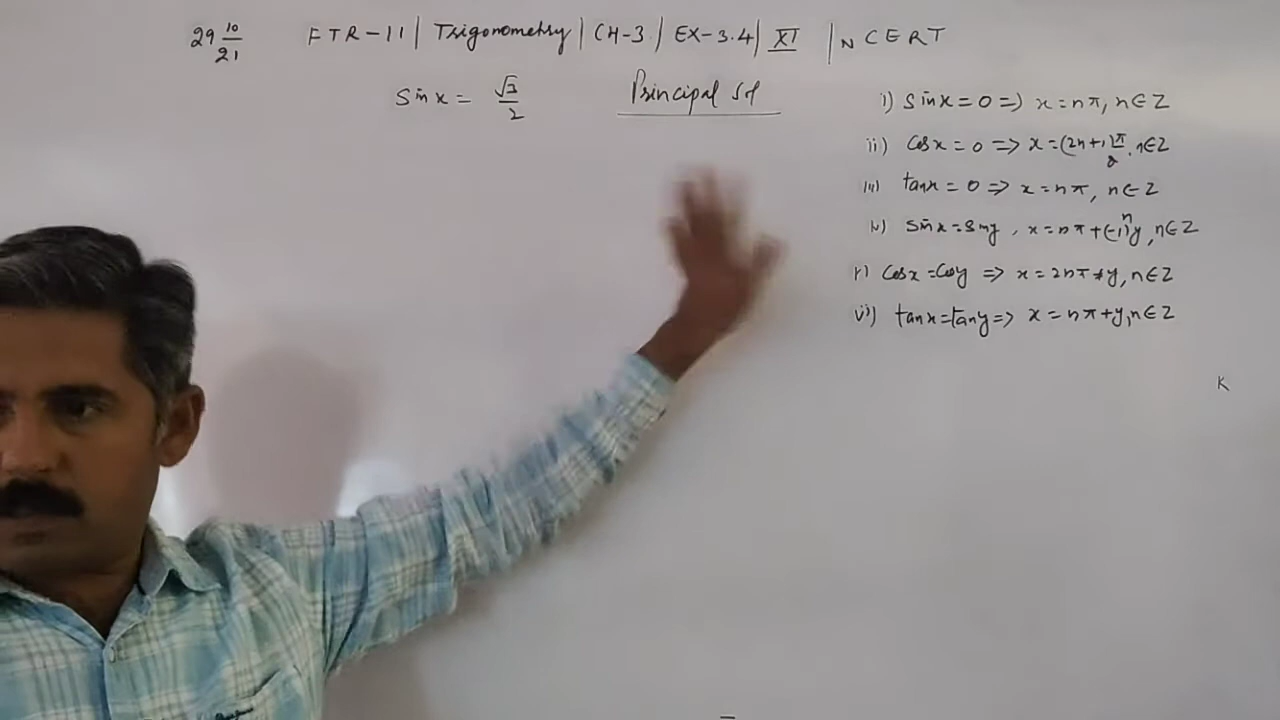 29 10/21 FTR-11 | Trigonometry | CH-3 | EX-3.4 | XI | NCERT
Sin x = √3/2
Principal Sol
i) Sin x = 0 => x = nπ, n ∈ Z
ii) Cos x = 0 => x = (2n+1)π/2, n ∈ Z
iii) tan x = 0 => x = nπ, n ∈ Z
iv) Sin x = Sin y, x = nπ + (-1)^n y, n ∈ Z
v) Cos x = Cos y => x = 2nπ ± y, n ∈ Z
vi) tan x = tan y => x = nπ + y, n ∈ Z
K